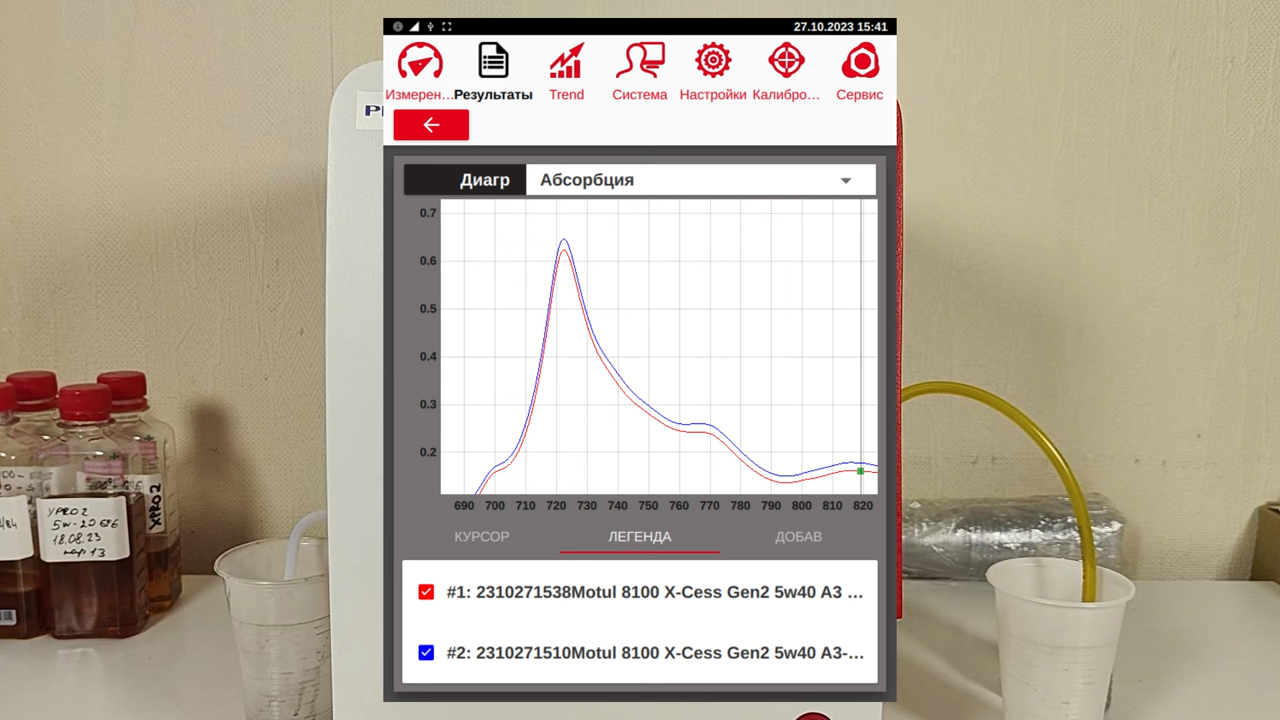 27.10.2023 15:41
Измерен... Результаты Trend Система Настройки Калибро... Сервис
Диагр Абсорбция
0.7
0.6
0.5
0.4
0.3
0.2
690 700 710 720 730 740 750 760 770 780 790 800 810 820
КУРСОР ЛЕГЕНДА ДОБАВ
#1: 2310271538Motul 8100 X-Cess Gen2 5w40 A3 ...
#2: 2310271510Motul 8100 X-Cess Gen2 5w40 A3-...
XPRO2
5w-20 GF6
18.08.23
XPRO2